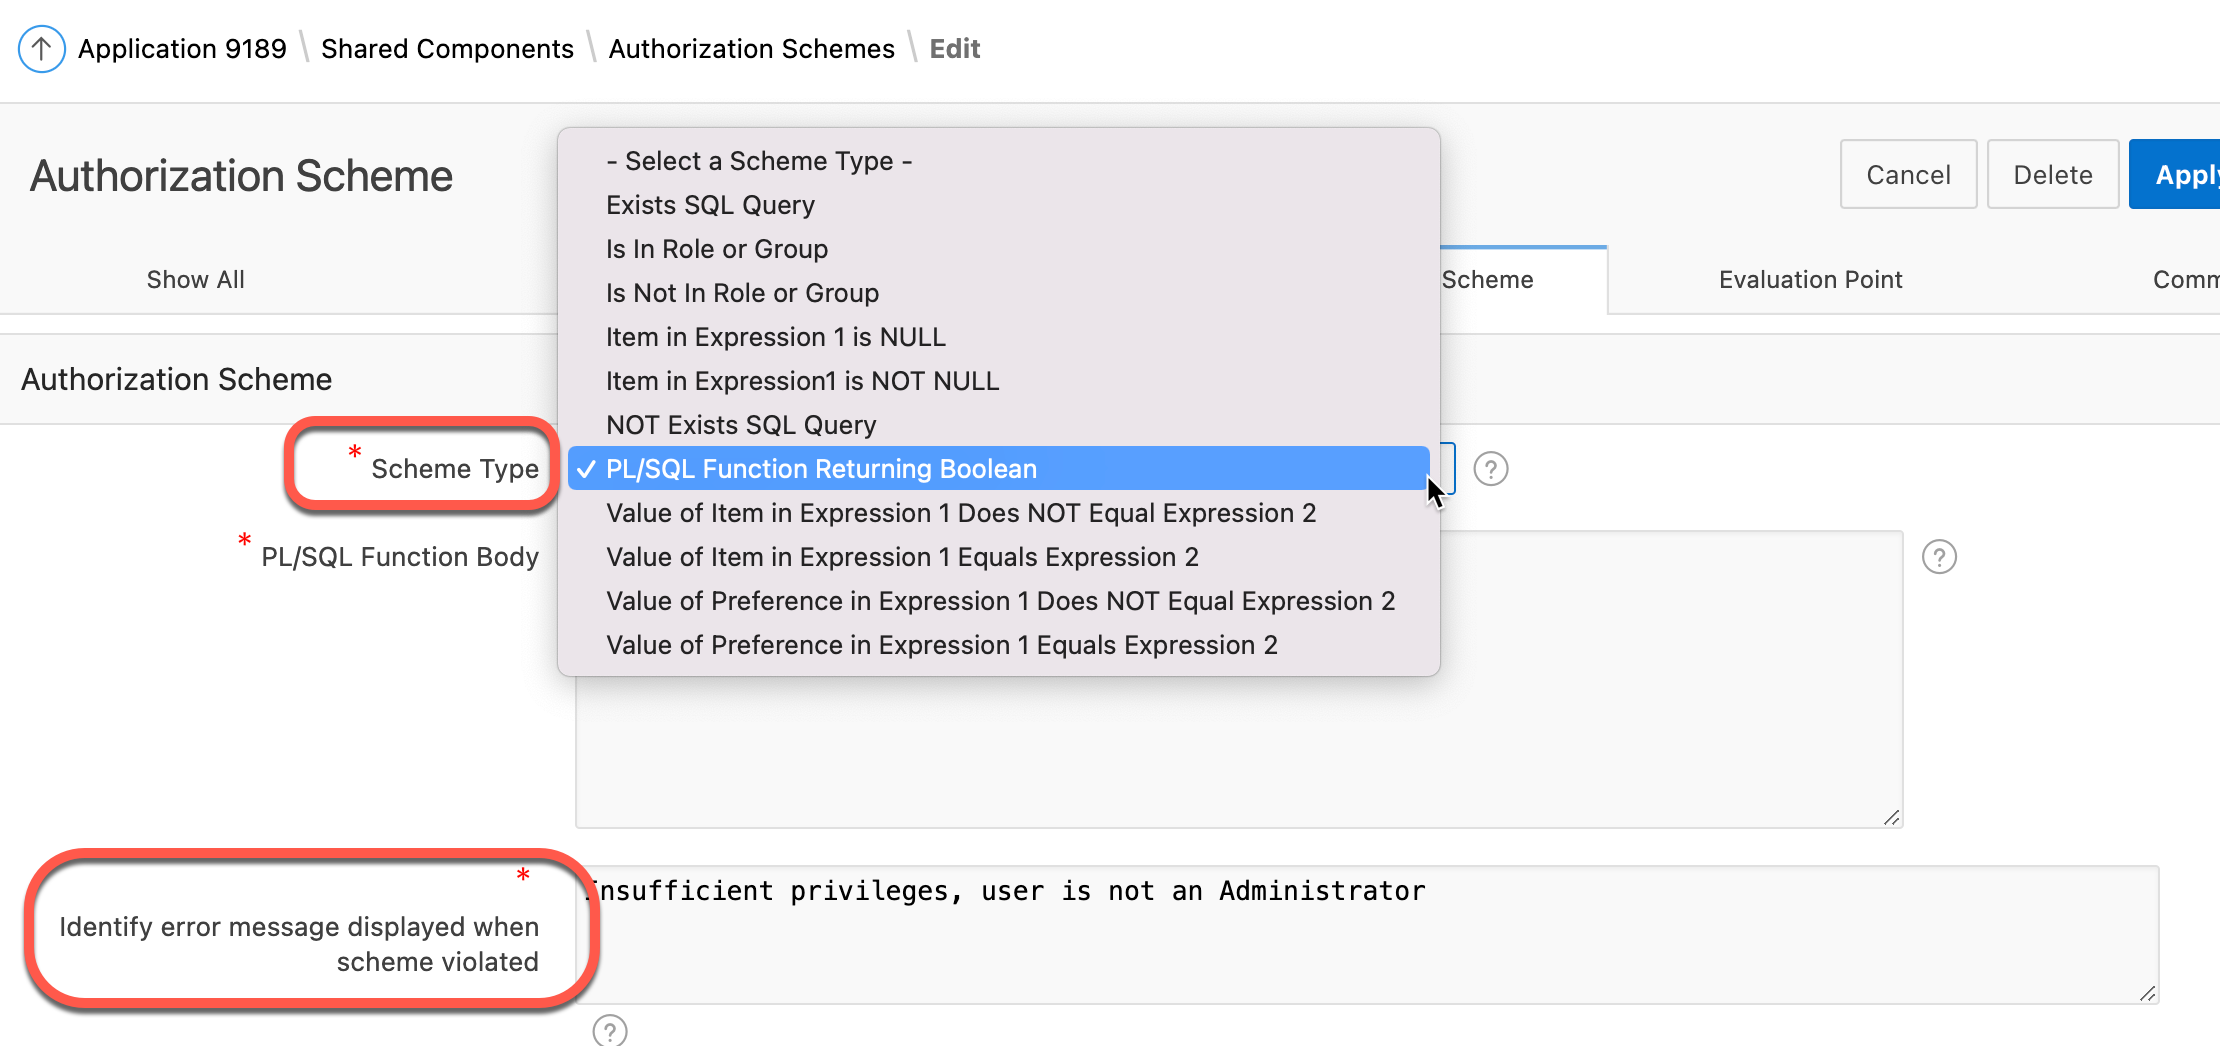 Application 9189 \ Shared Components \ Authorization Schemes \ Edit
Authorization Scheme
Cancel
Delete
Apply
Show All
Scheme
Evaluation Point
Comm
Authorization Scheme
- Select a Scheme Type -
Exists SQL Query
Is In Role or Group
Is Not In Role or Group
Item in Expression 1 is NULL
Item in Expression1 is NOT NULL
NOT Exists SQL Query
* Scheme Type
✓ PL/SQL Function Returning Boolean
?
Value of Item in Expression 1 Does NOT Equal Expression 2
Value of Item in Expression 1 Equals Expression 2
Value of Preference in Expression 1 Does NOT Equal Expression 2
Value of Preference in Expression 1 Equals Expression 2
* PL/SQL Function Body
?
*
Identify error message displayed when
scheme violated
Insufficient privileges, user is not an Administrator
?